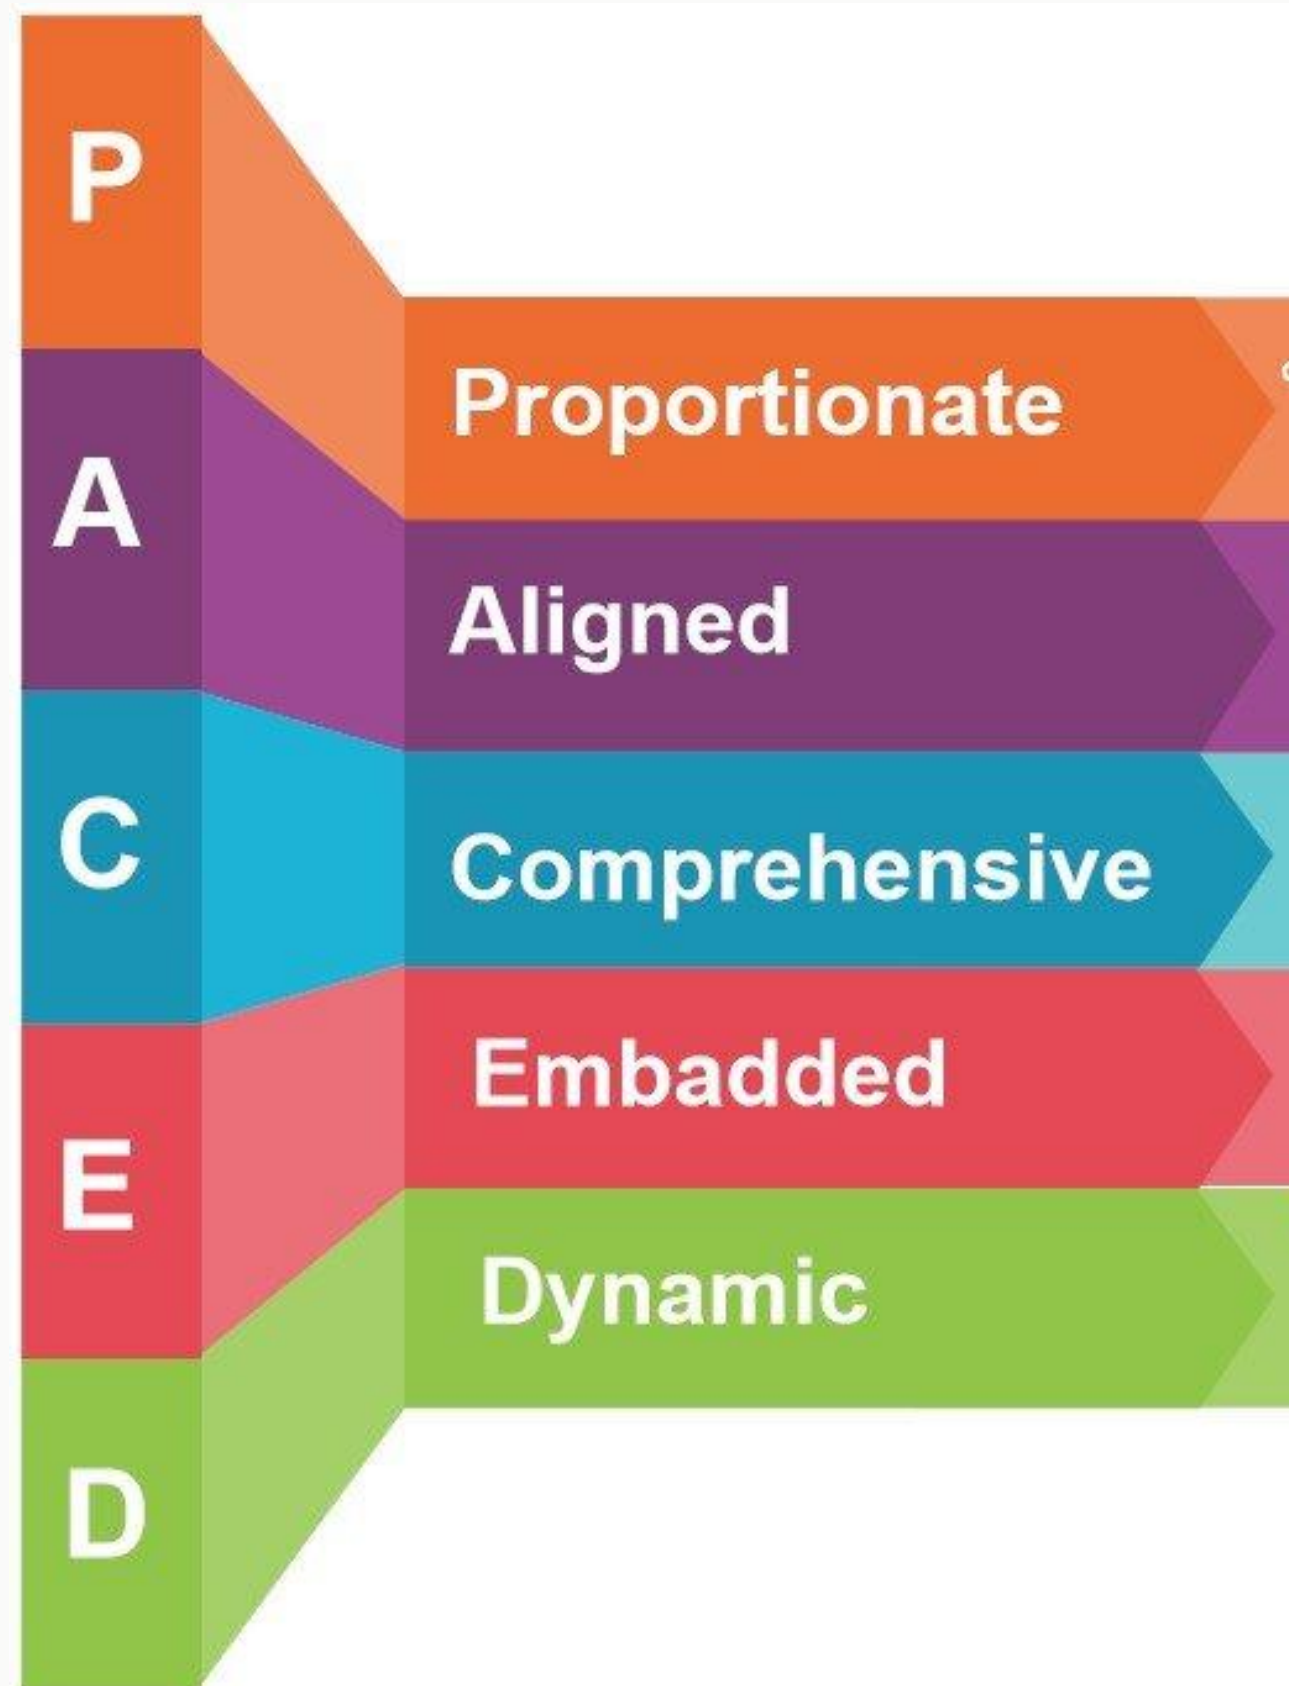 P
Proportionate
A
Aligned
C
Comprehensive
E
Embadded
D
Dynamic